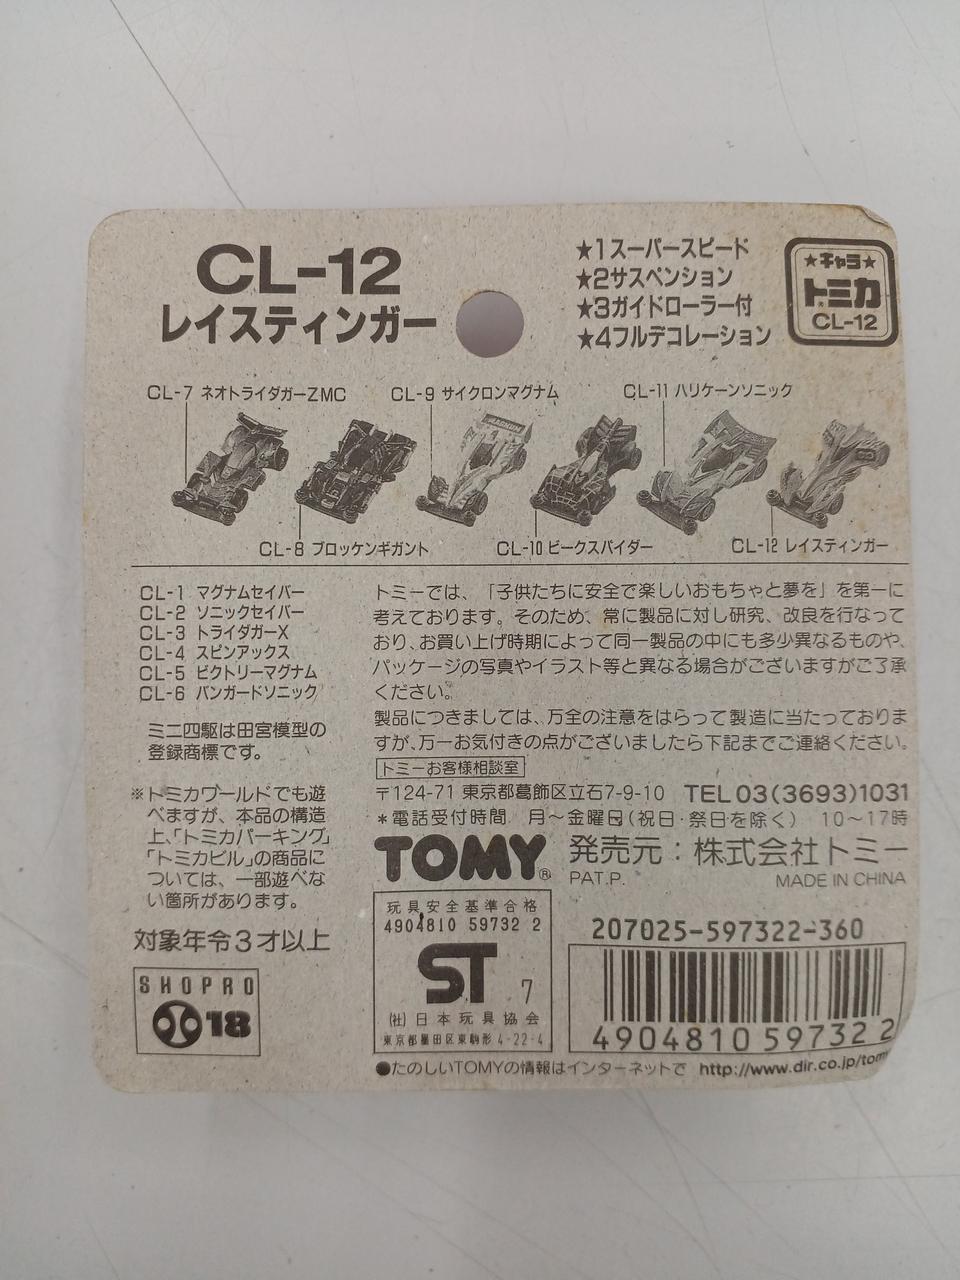 CL-12
レイスティンガー
★1スーパースピード
★2サスペンション
★3ガイドローラー付
★4フルデコレーション
★キャラ★
トミカ
CL-12
CL-7 ネオトライダガーZMC
CL-9 サイクロンマグナム
CL-11 ハリケーンソニック
MAGNUM
CL-8 ブロッケンギガント
CL-10 ビークスパイダー
CL-12 レイスティンガー
CL-1 マグナムセイバー
CL-2 ソニックセイバー
CL-3 トライダガーX
CL-4 スピンアックス
CL-5 ビクトリーマグナム
CL-6 バンガードソニック
ミニ四駆は田宮模型の
登録商標です。
※トミカワールドでも遊
べますが、本品の構造
上、「トミカパーキング」
「トミカビル」の商品に
ついては、一部遊べな
い箇所があります。
対象年令3才以上
SHOPRO
18
トミーでは、「子供たちに安全で楽しいおもちゃと夢を」を第一に
考えております。そのため、常に製品に対し研究、改良を行なって
おり、お買い上げ時期によって同一製品の中にも多少異なるものや、
パッケージの写真やイラスト等と異なる場合がございますがご了承
ください。
製品につきましては、万全の注意をはらって製造に当たっておりま
すが、万一お気付きの点がございましたら下記までご連絡ください。
トミーお客様相談室
〒124-71 東京都葛飾区立石7-9-10 TEL 03(3693)1031
*電話受付時間 月～金曜日(祝日・祭日を除く) 10～17時
TOMY®
発売元：株式会社トミー
PAT.P. MADE IN CHINA
玩具安全基準合格
4904810 59732 2
ST 7
(社)日本玩具協会
東京都墨田区東駒形4-22-4
207025-597322-360
4904810 59732 2
●たのしいTOMYの情報はインターネットで http://www.dir.co.jp/tom